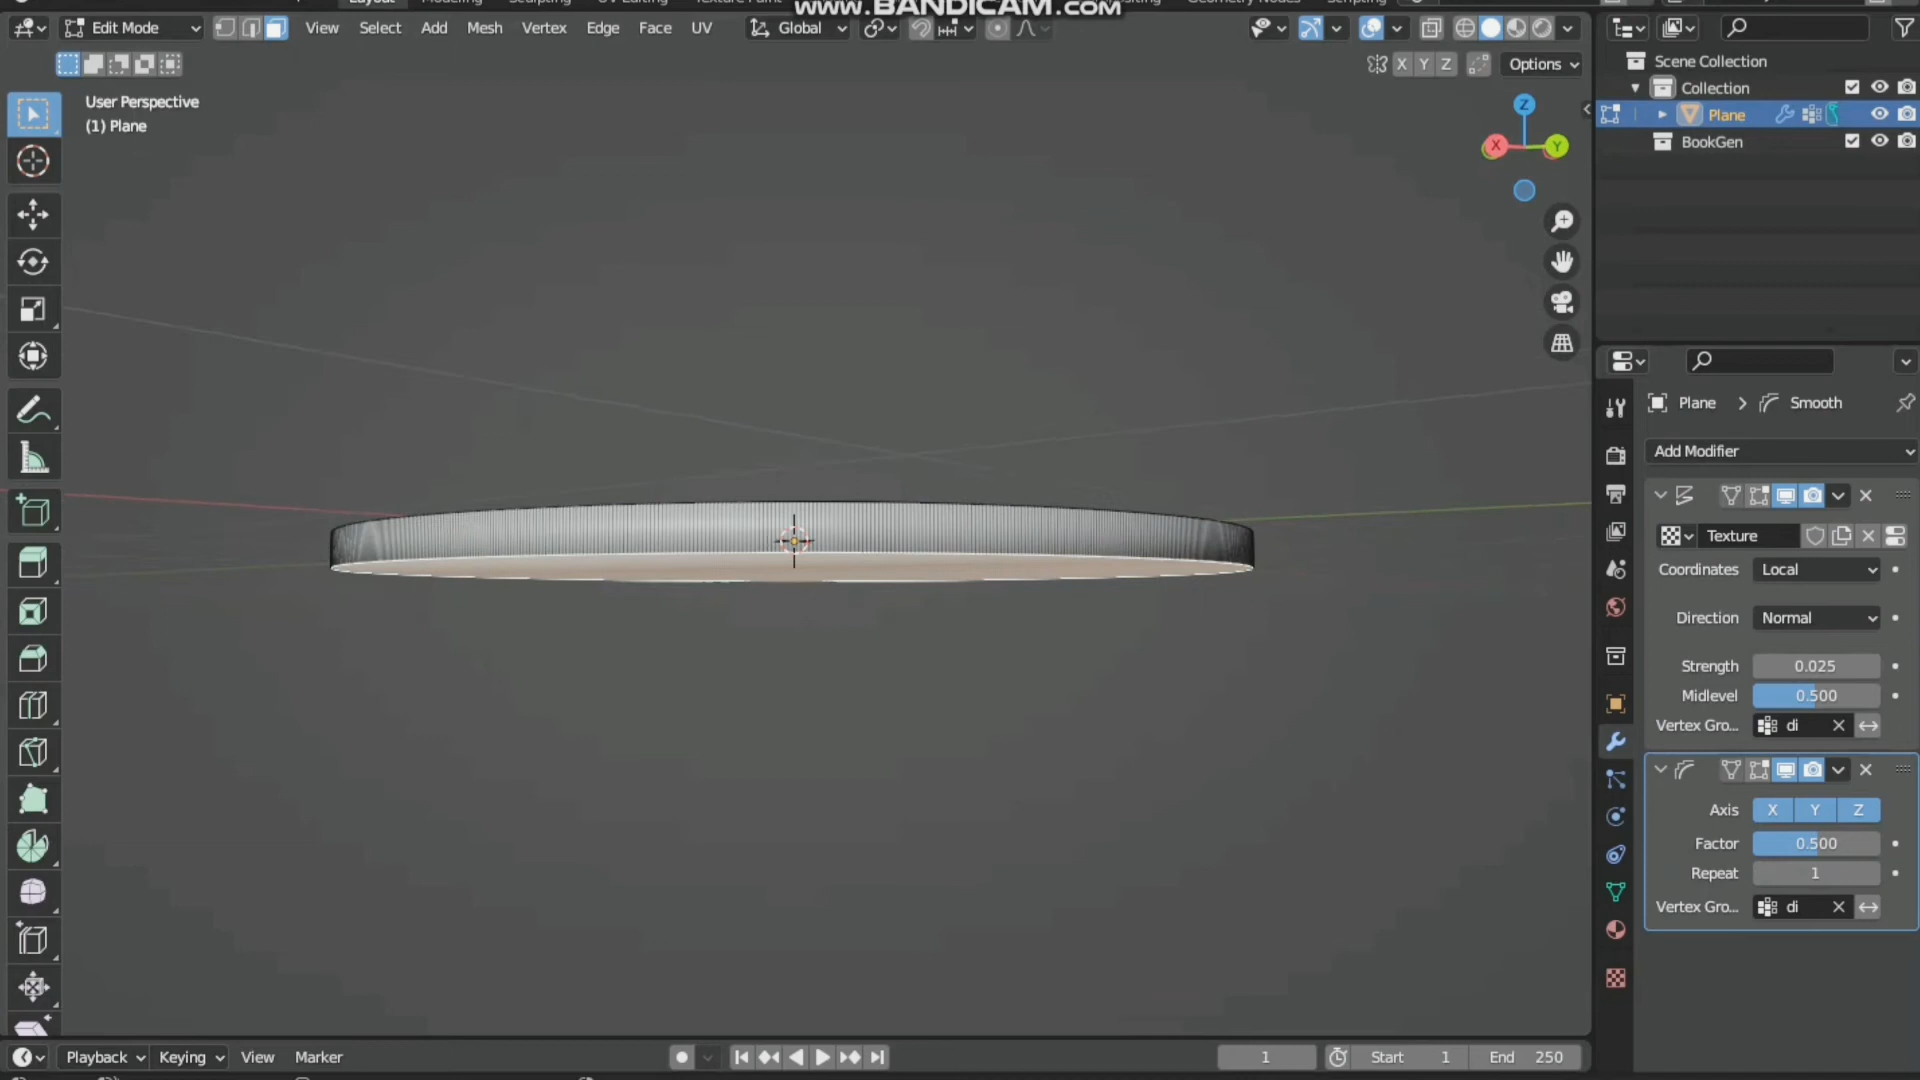 www.BANDICAM.com
Edit Mode
View Select Add Mesh Vertex Edge Face UV
Global
X Y Z Options
User Perspective
(1) Plane
Z
X
Y
Scene Collection
Collection
Plane
BookGen
Plane > Smooth
Add Modifier
Texture
Coordinates Local
Direction Normal
Strength 0.025
Midlevel 0.500
Vertex Gro... di
Axis X Y Z
Factor 0.500
Repeat 1
Vertex Gro... di
Playback Keying View Marker
1
Start 1 End 250